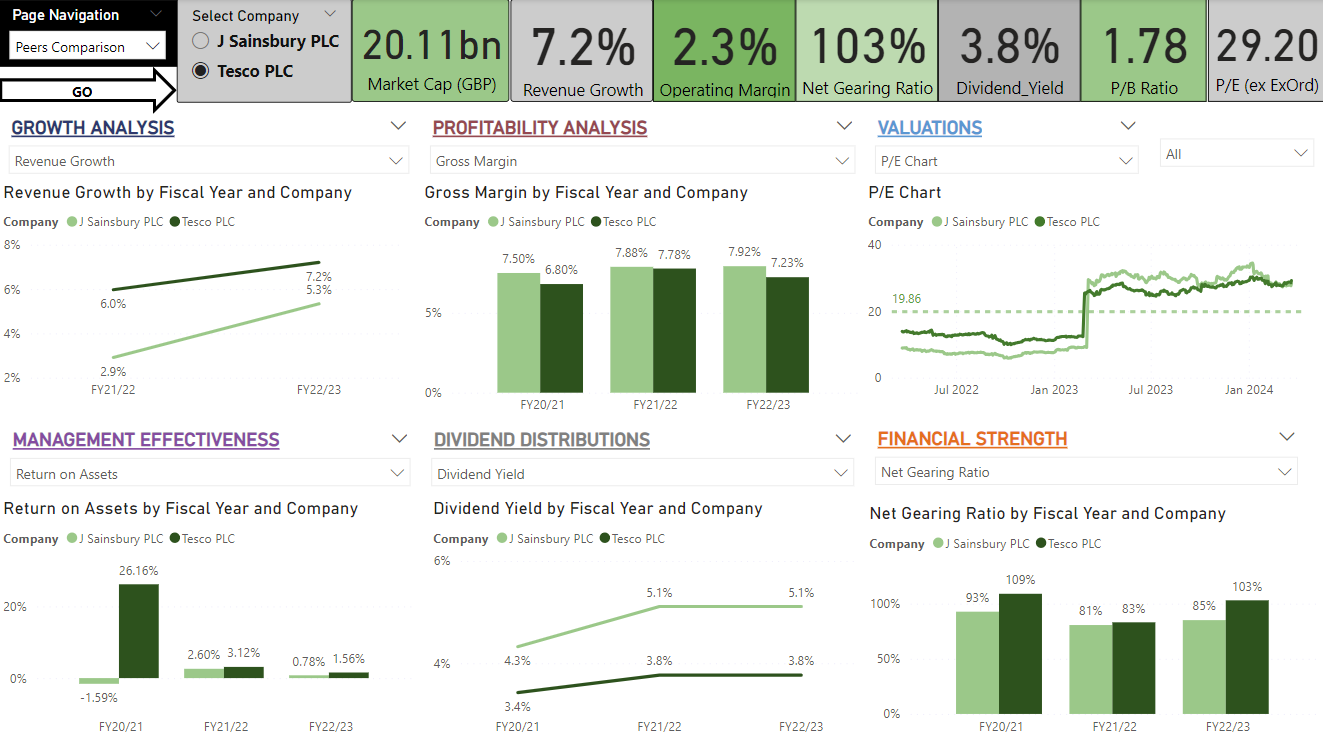 Page Navigation
Peers Comparison
GO
Select Company
J Sainsbury PLC
Tesco PLC
20.11bn
Market Cap (GBP)
7.2%
Revenue Growth
2.3%
Operating Margin
103%
Net Gearing Ratio
3.8%
Dividend_Yield
1.78
P/B Ratio
29.20
P/E (ex ExOrd)
GROWTH ANALYSIS
Revenue Growth
Revenue Growth by Fiscal Year and Company
Company J Sainsbury PLC Tesco PLC
8%
6%
4%
2%
6.0%
7.2%
5.3%
2.9%
FY21/22 FY22/23
PROFITABILITY ANALYSIS
Gross Margin
Gross Margin by Fiscal Year and Company
Company J Sainsbury PLC Tesco PLC
5%
0%
7.50% 6.80% 7.88% 7.78% 7.92% 7.23%
FY20/21 FY21/22 FY22/23
VALUATIONS
P/E Chart
All
P/E Chart
Company J Sainsbury PLC Tesco PLC
40
20
0
19.86
Jul 2022 Jan 2023 Jul 2023 Jan 2024
MANAGEMENT EFFECTIVENESS
Return on Assets
Return on Assets by Fiscal Year and Company
Company J Sainsbury PLC Tesco PLC
20%
0%
-1.59% 26.16% 2.60% 3.12% 0.78% 1.56%
FY20/21 FY21/22 FY22/23
DIVIDEND DISTRIBUTIONS
Dividend Yield
Dividend Yield by Fiscal Year and Company
Company J Sainsbury PLC Tesco PLC
6%
4%
4.3% 5.1% 5.1%
3.4% 3.8% 3.8%
FY20/21 FY21/22 FY22/23
FINANCIAL STRENGTH
Net Gearing Ratio
Net Gearing Ratio by Fiscal Year and Company
Company J Sainsbury PLC Tesco PLC
100%
50%
0%
93% 109% 81% 83% 85% 103%
FY20/21 FY21/22 FY22/23